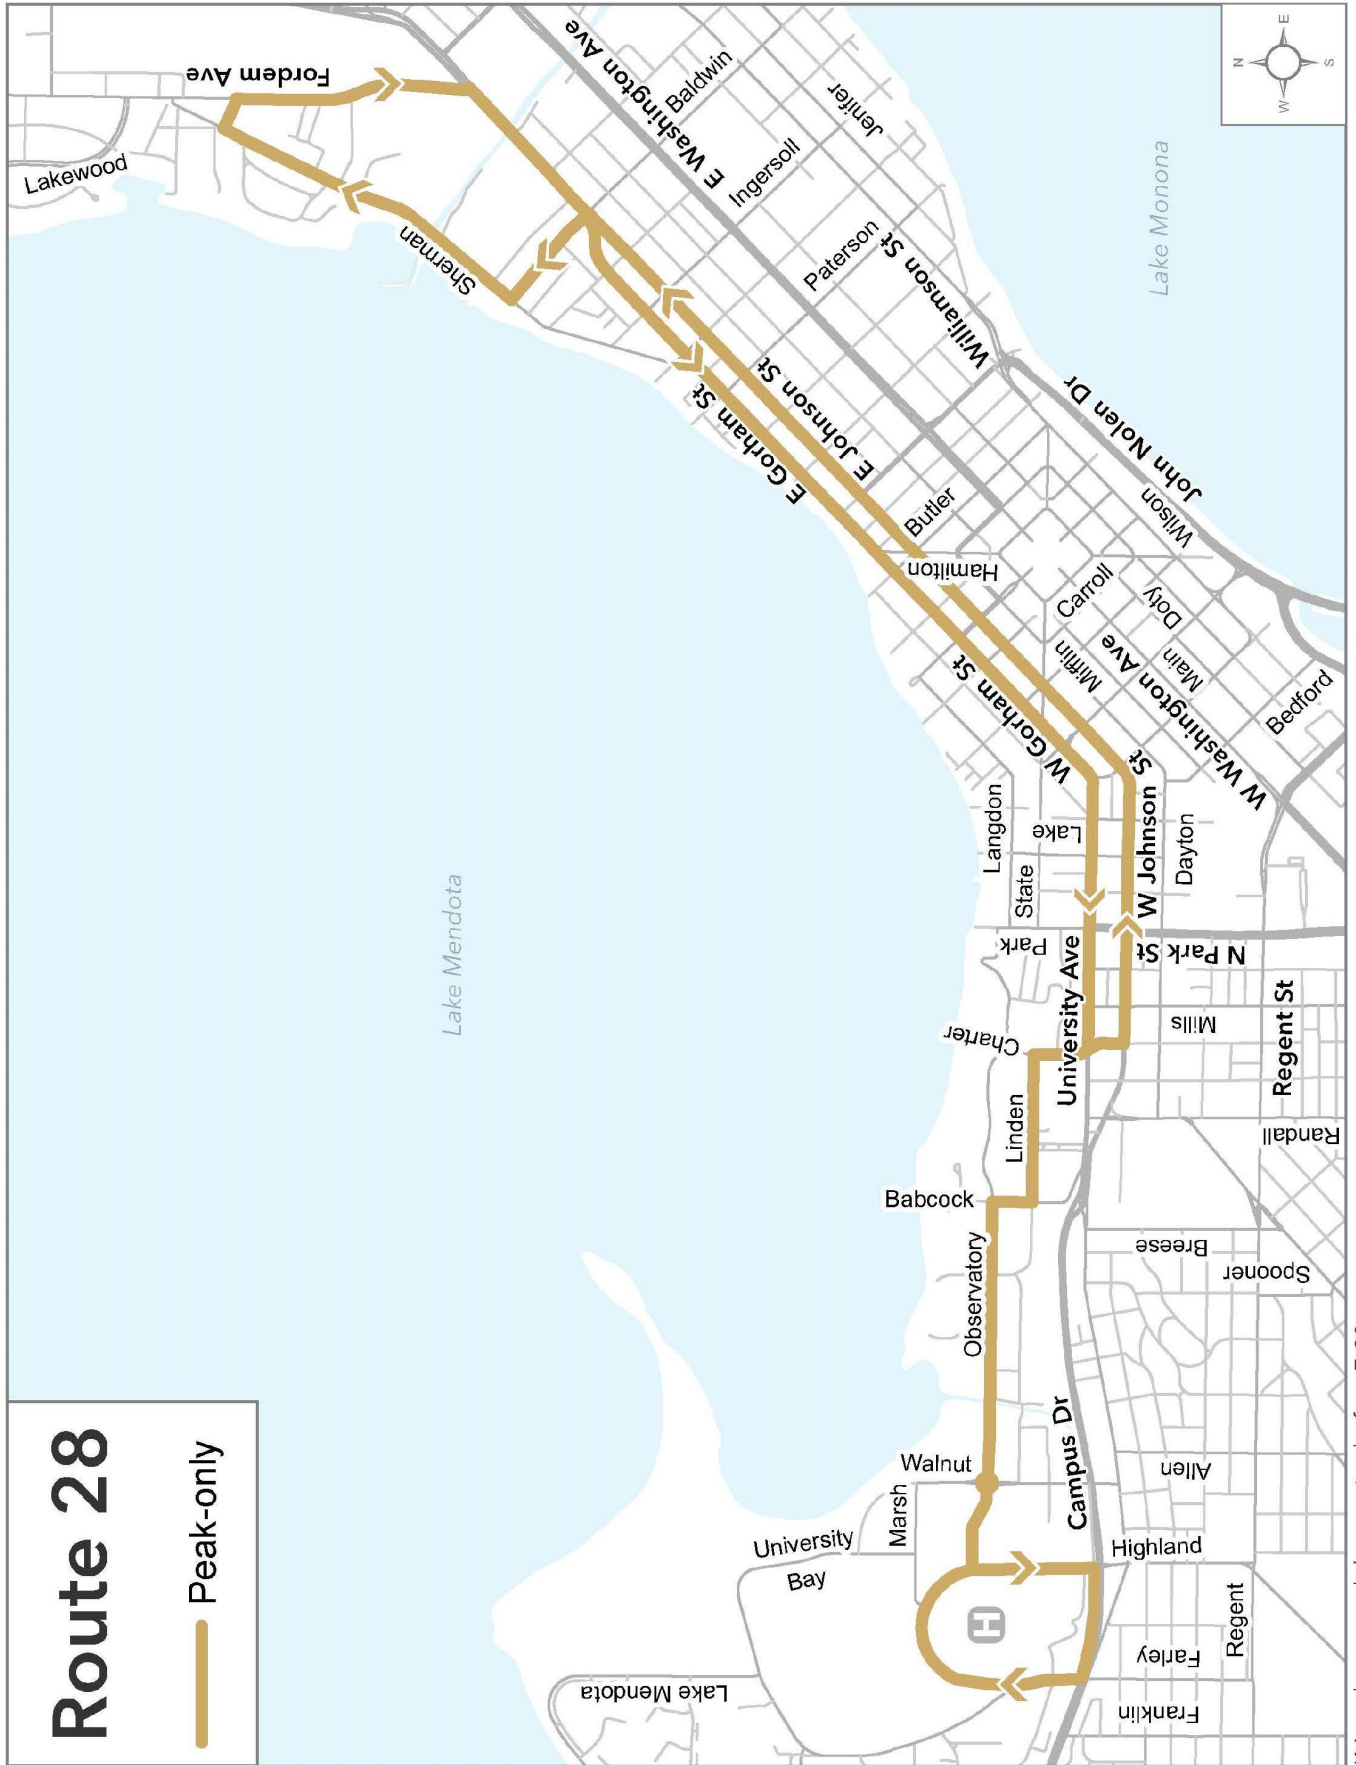 Route 28
Peak-only
Lakewood
Fordem Ave
Sherman
E Washington Ave
Baldwin
Jenifer
Ingersoll
Paterson
Williamson St
E Gorham St
E Johnson St
Butler
Hamilton
John Nolen Dr
Wilson
Carroll
Doty
Mifflin
Main
W Washington Ave
Bedford
W Gorham St
Langdon
Lake
State
W Johnson St
Dayton
Park
N Park St
University Ave
Mills
Regent St
Charter
Linden
Randall
Babcock
Observatory
Breese
Spooner
Campus Dr
Walnut
Marsh
Allen
University
Bay
Highland
H
Regent
Farley
Franklin
Lake Mendota
Lake Mendota
Lake Monona
N
E
S
W